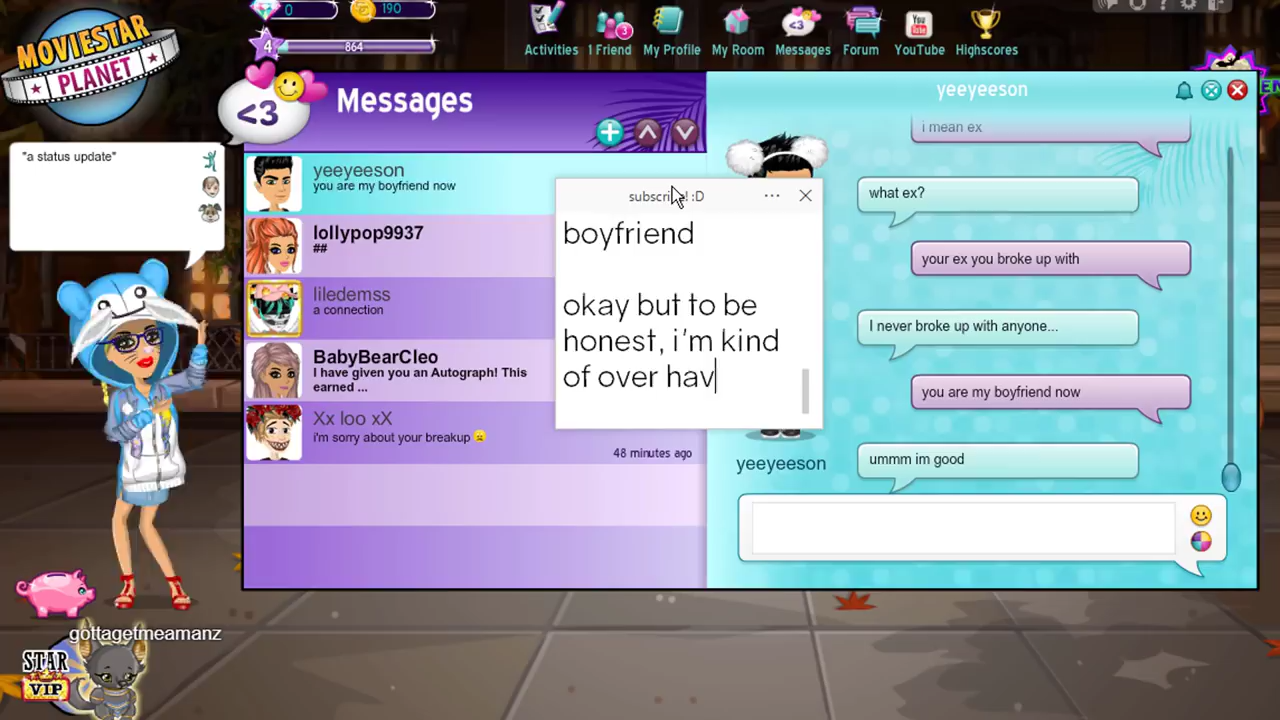 MOVIESTAR
PLANET
0
190
4
864
Activities
3
1 Friend
My Profile
My Room
<3
Messages
Forum
You
Tube
YouTube
Highscores
"a status update"
<3
Messages
yeeyeeson
you are my boyfriend now
lollypop9937
##
liledemss
a connection
BabyBearCleo
I have given you an Autograph! This
earned ...
Xx loo xX
i'm sorry about your breakup
48 minutes ago
:D
boyfriend
okay but to be
honest, i'm kind
of over hav
yeeyeeson
i mean ex
what ex?
your ex you broke up with
I never broke up with anyone...
you are my boyfriend now
ummm im good
yeeyeeson
gottagetmeamanz
STAR
VIP